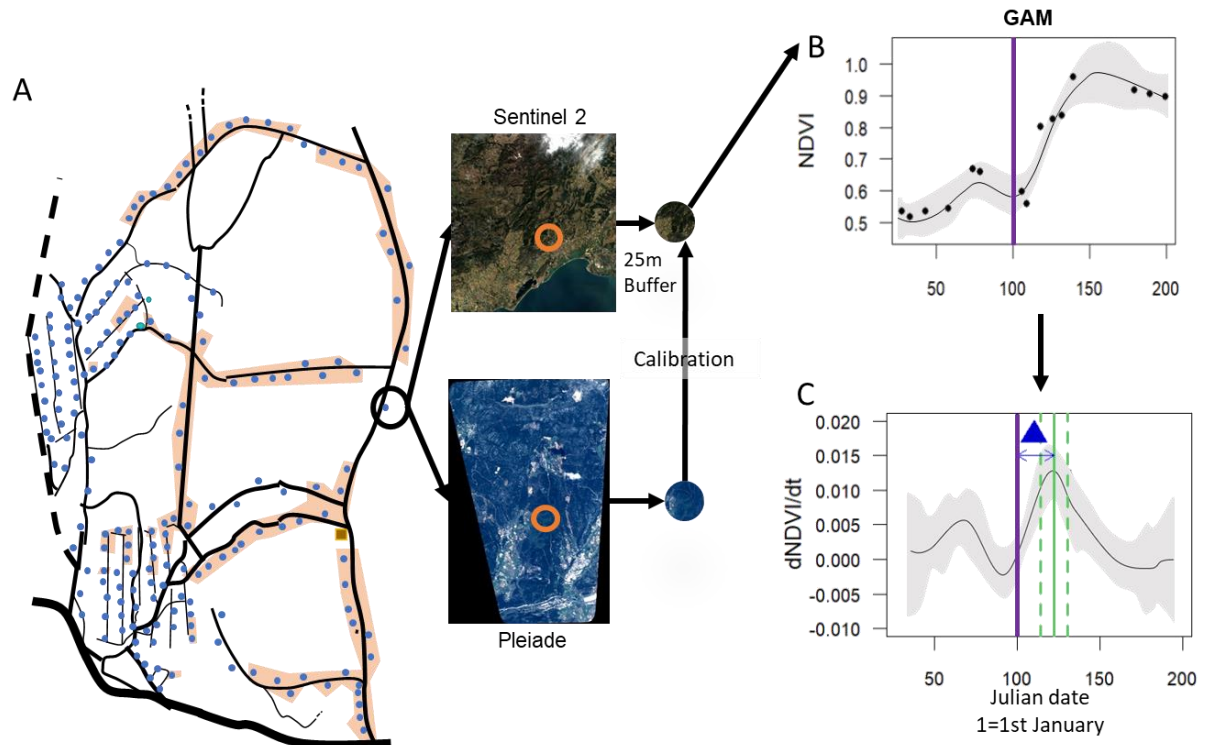 A
Sentinel 2
25m
Buffer
Calibration
Pleiade
B
GAM
NDVI
1.0
0.9
0.8
0.7
0.6
0.5
50
100
150
200
C
dNDVI/dt
0.020
0.015
0.010
0.005
0.000
-0.005
-0.010
50
100
150
200
Julian date
1=1st January